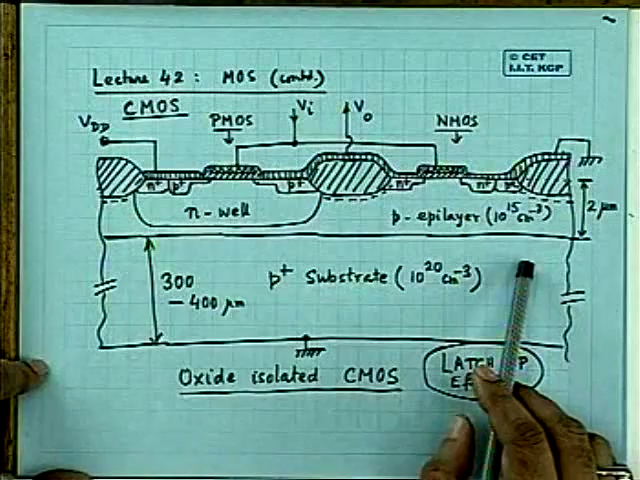 © CET
I.I.T. KGP
Lecture 42 : MOS (contd.)
CMOS
VDD
PMOS
Vi
Vo
NMOS
n+ p+ p+ n+ n+
n-well
p-epilayer (10^15 cm^-3)
2 μm
300
- 400 μm
p+ Substrate (10^20 cm^-3)
Oxide isolated CMOS